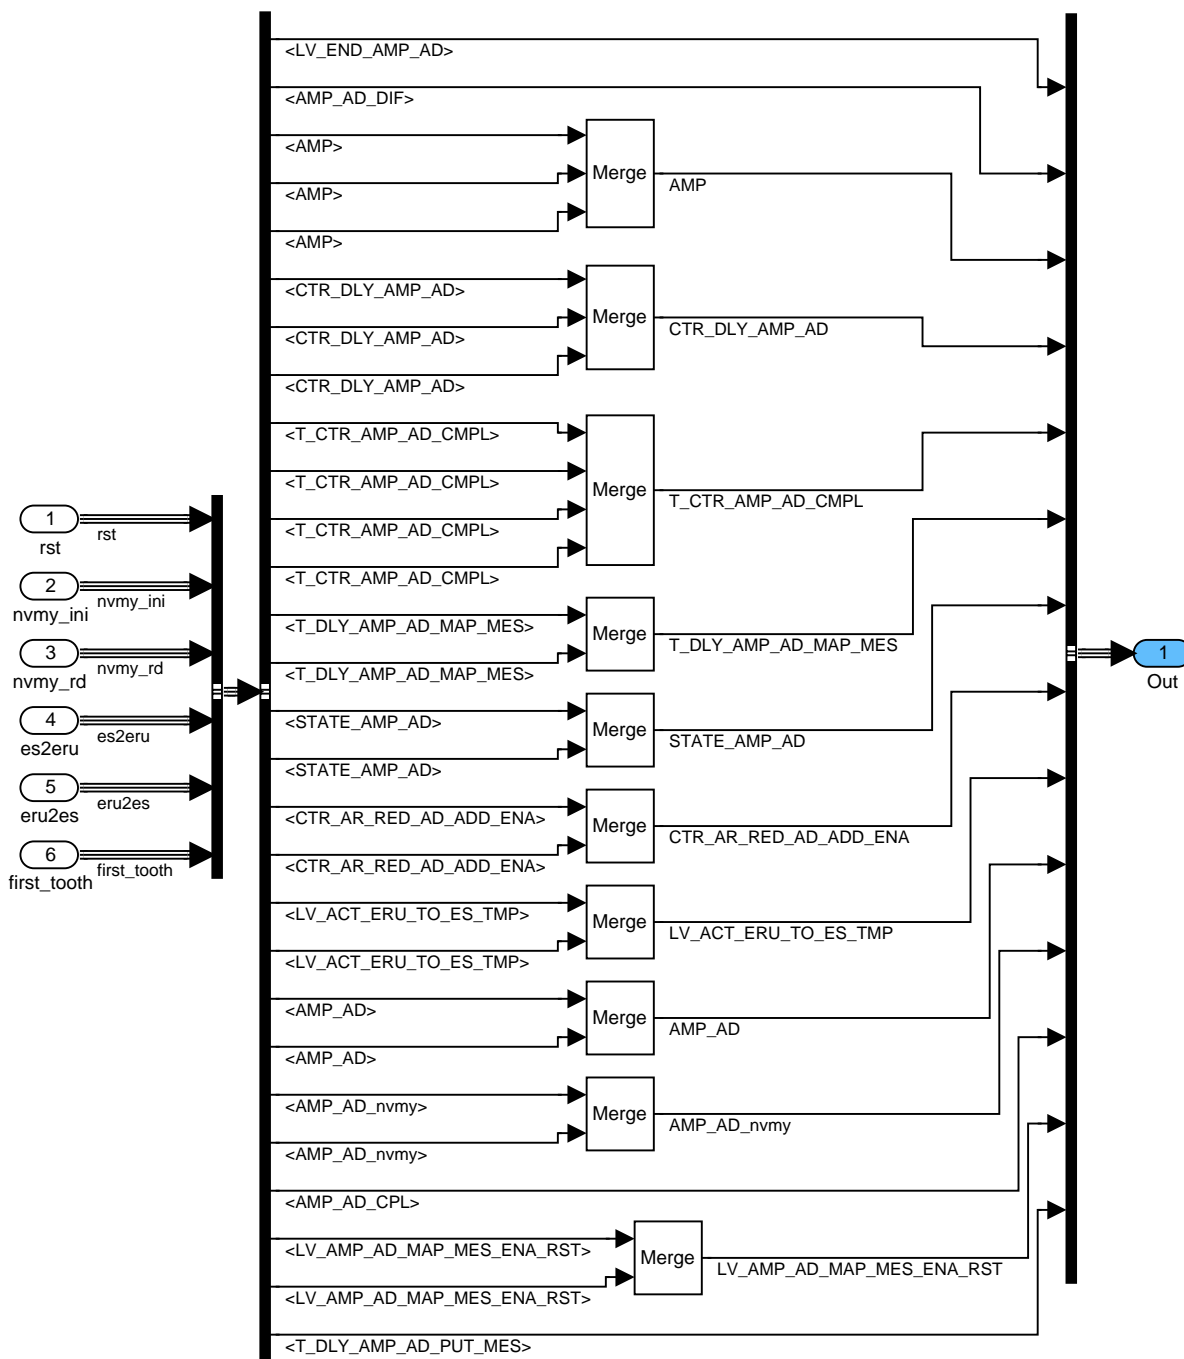 1
rst
rst
2
nvmy_ini
nvmy_ini
3
nvmy_rd
nvmy_rd
4
es2eru
es2eru
5
eru2es
eru2es
6
first_tooth
first_tooth
<LV_END_AMP_AD>
<AMP_AD_DIF>
<AMP>
<AMP>
<AMP>
<CTR_DLY_AMP_AD>
<CTR_DLY_AMP_AD>
<CTR_DLY_AMP_AD>
<T_CTR_AMP_AD_CMPL>
<T_CTR_AMP_AD_CMPL>
<T_CTR_AMP_AD_CMPL>
<T_CTR_AMP_AD_CMPL>
<T_DLY_AMP_AD_MAP_MES>
<T_DLY_AMP_AD_MAP_MES>
<STATE_AMP_AD>
<STATE_AMP_AD>
<CTR_AR_RED_AD_ADD_ENA>
<CTR_AR_RED_AD_ADD_ENA>
<LV_ACT_ERU_TO_ES_TMP>
<LV_ACT_ERU_TO_ES_TMP>
<AMP_AD>
<AMP_AD>
<AMP_AD_nvmy>
<AMP_AD_nvmy>
<AMP_AD_CPL>
<LV_AMP_AD_MAP_MES_ENA_RST>
<LV_AMP_AD_MAP_MES_ENA_RST>
<T_DLY_AMP_AD_PUT_MES>
Merge
AMP
Merge
CTR_DLY_AMP_AD
Merge
T_CTR_AMP_AD_CMPL
Merge
T_DLY_AMP_AD_MAP_MES
Merge
STATE_AMP_AD
Merge
CTR_AR_RED_AD_ADD_ENA
Merge
LV_ACT_ERU_TO_ES_TMP
Merge
AMP_AD
Merge
AMP_AD_nvmy
Merge
LV_AMP_AD_MAP_MES_ENA_RST
1
Out